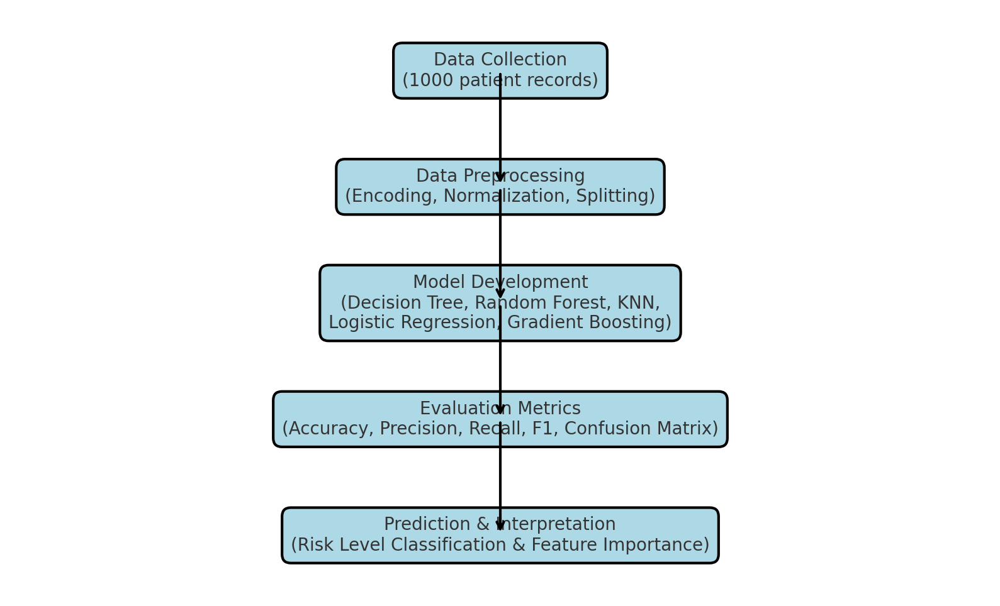 Data Collection
(1000 patient records)
Data Preprocessing
(Encoding, Normalization, Splitting)
Model Development
(Decision Tree, Random Forest, KNN,
Logistic Regression, Gradient Boosting)
Evaluation Metrics
(Accuracy, Precision, Recall, F1, Confusion Matrix)
Prediction & Interpretation
(Risk Level Classification & Feature Importance)